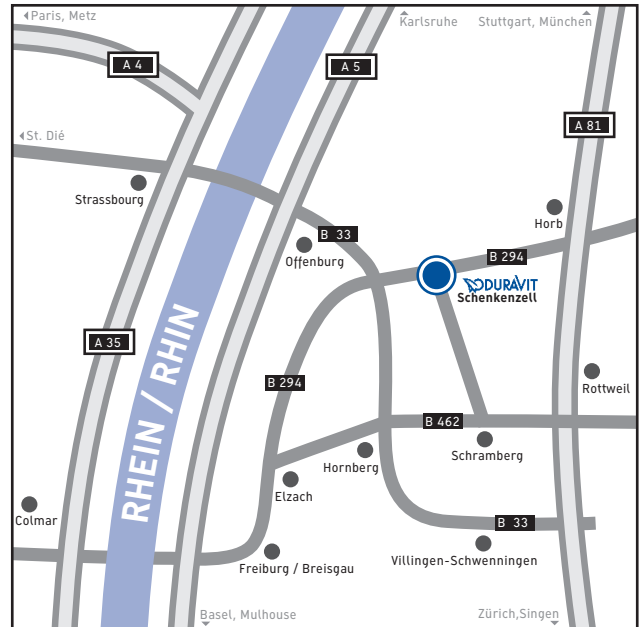 Paris, Metz
Karlsruhe
Stuttgart, München
A 4
A 5
A 81
St. Dié
Strassbourg
Horb
B 33
Offenburg
B 294
DURAVIT
Schenkenzell
RHEIN / RHIN
A 35
B 294
Rottweil
B 462
Hornberg
Schramberg
Elzach
Colmar
B 33
Freiburg / Breisgau
Villingen-Schwenningen
Basel, Mulhouse
Zürich,Singen